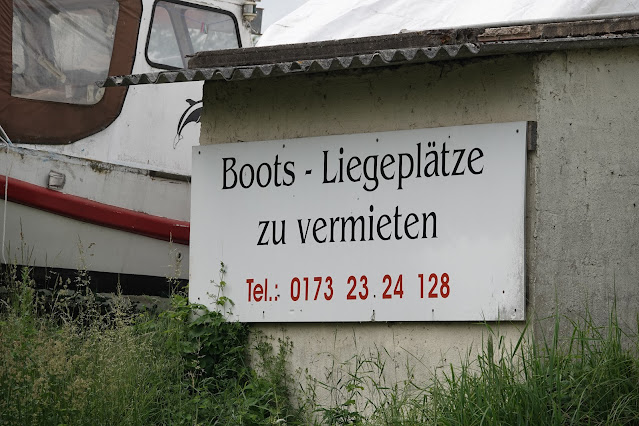 Boots - Liegeplätze
zu vermieten
Tel.: 0173 23 24 128